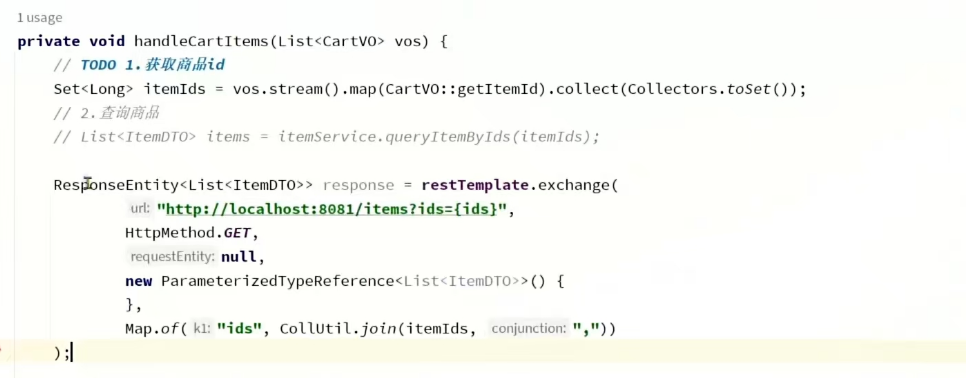 1 usage
private void handleCartItems(List<CartVO> vos) {
// TODO 1.获取商品id
Set<Long> itemIds = vos.stream().map(CartVO::getItemId).collect(Collectors.toSet());
// 2.查询商品
// List<ItemDTO> items = itemService.queryItemByIds(itemIds);
ResponseEntity<List<ItemDTO>> response = restTemplate.exchange(
url: "http://localhost:8081/items?ids={ids}",
HttpMethod.GET,
requestEntity: null,
new ParameterizedTypeReference<List<ItemDTO>>() {
},
Map.of( k1: "ids", CollUtil.join(itemIds, conjunction: ","))
);